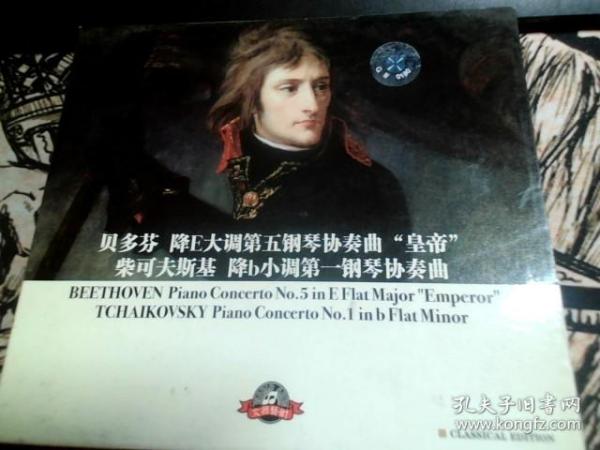 贝多芬 降E大调第五钢琴协奏曲“皇帝”
柴可夫斯基 降b小调第一钢琴协奏曲
BEETHOVEN Piano Concerto No.5 in E Flat Major "Emperor"
TCHAIKOVSKY Piano Concerto No.1 in b Flat Minor
CLASSICAL EDITION
孔夫子旧书网
www.kongfz.com